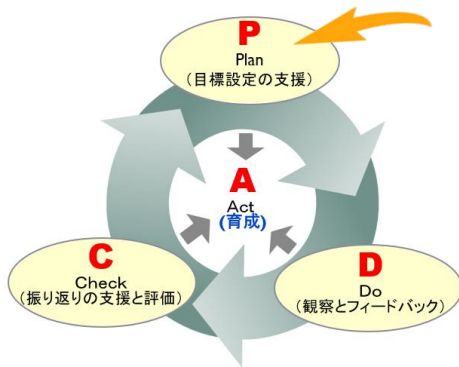 P
Plan
(目標設定の支援)
A
Act
(育成)
C
Check
(振り返りの支援と評価)
D
Do
(観察とフィードバック)